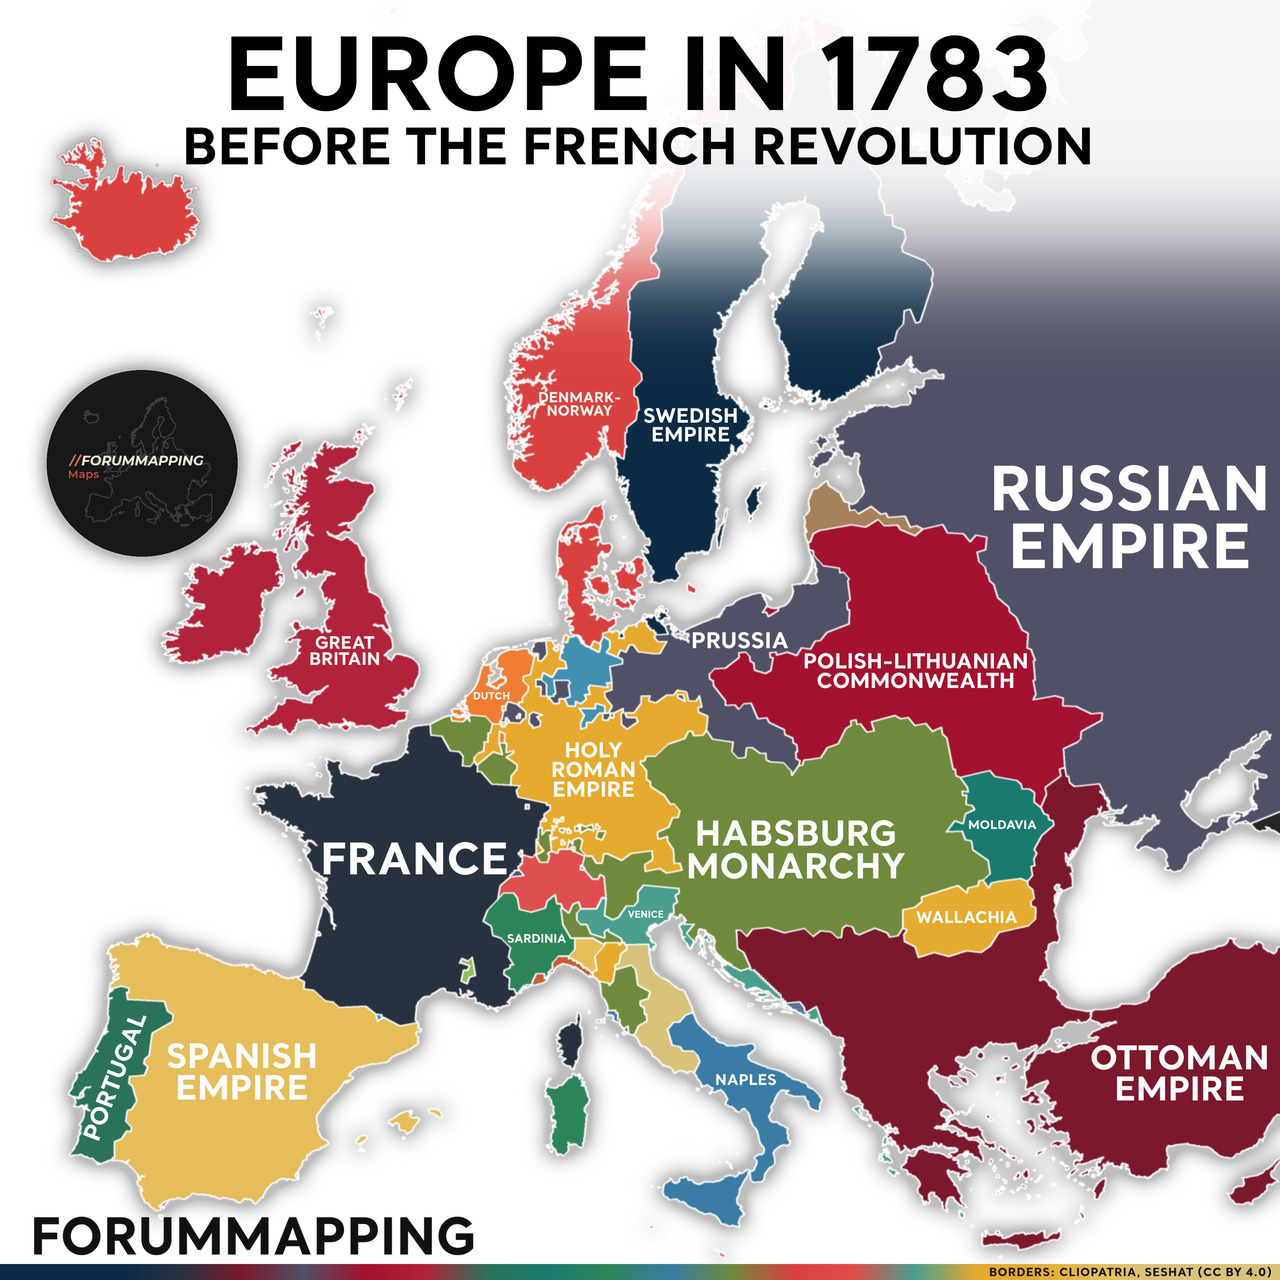 EUROPE IN 1783
BEFORE THE FRENCH REVOLUTION
//FORUMMAPPING
Maps
DENMARK-
NORWAY
SWEDISH
EMPIRE
RUSSIAN
EMPIRE
GREAT
BRITAIN
DUTCH
PRUSSIA
POLISH-LITHUANIAN
COMMONWEALTH
HOLY
ROMAN
EMPIRE
FRANCE
HABSBURG
MONARCHY
MOLDAVIA
WALLACHIA
VENICE
SARDINIA
PORTUGAL
SPANISH
EMPIRE
NAPLES
OTTOMAN
EMPIRE
FORUMMAPPING
BORDERS: CLIOPATRIA, SESHAT (CC BY 4.0)